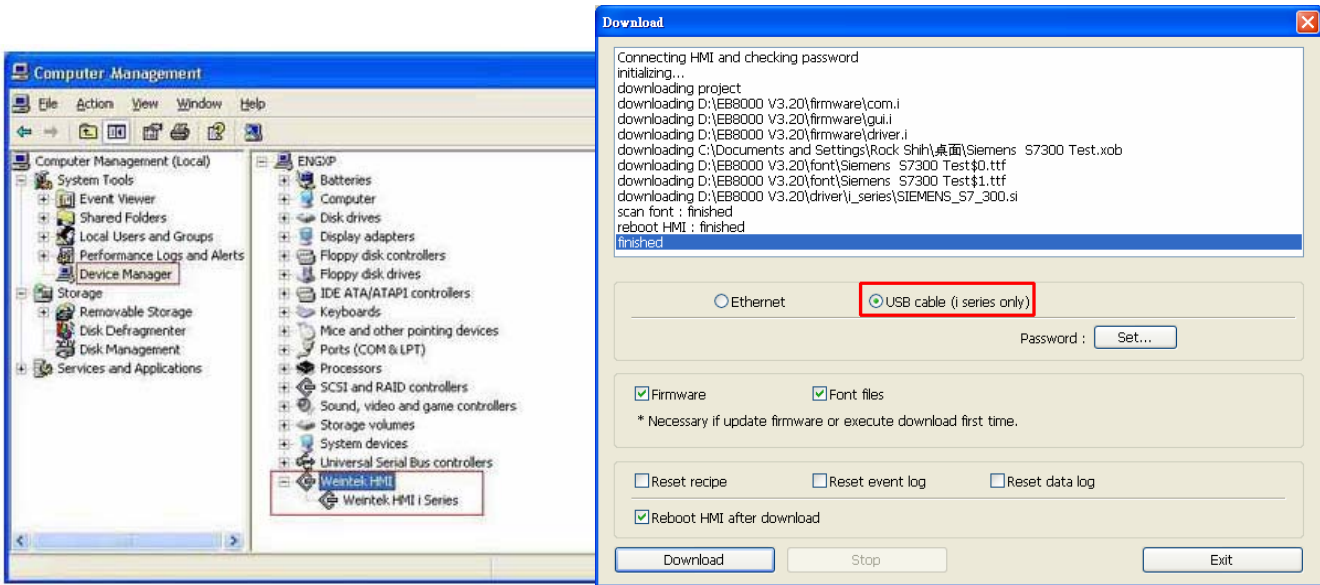 Computer Management
File Action View Window Help
Computer Management (Local)
System Tools
Event Viewer
Shared Folders
Local Users and Groups
Performance Logs and Alerts
Device Manager
Storage
Removable Storage
Disk Defragmenter
Disk Management
Services and Applications
ENGXP
Batteries
Computer
Disk drives
Display adapters
Floppy disk controllers
Floppy disk drives
IDE ATA/ATAPI controllers
Keyboards
Mice and other pointing devices
Ports (COM & LPT)
Processors
SCSI and RAID controllers
Sound, video and game controllers
Storage volumes
System devices
Universal Serial Bus controllers
Weintek HMI
Weintek HMI i Series
Download
Connecting HMI and checking password
initializing...
downloading project
downloading D:\EB8000 V3.20\firmware\com.i
downloading D:\EB8000 V3.20\firmware\gui.i
downloading D:\EB8000 V3.20\firmware\driver.i
downloading C:\Documents and Settings\Rock Shih\桌面\Siemens S7300 Test.xob
downloading D:\EB8000 V3.20\font\Siemens S7300 Test$0.ttf
downloading D:\EB8000 V3.20\font\Siemens S7300 Test$1.ttf
downloading D:\EB8000 V3.20\driver\i_series\SIEMENS_S7_300.si
scan font : finished
reboot HMI : finished
finished
Ethernet USB cable (i series only)
Password : Set...
Firmware Font files
* Necessary if update firmware or execute download first time.
Reset recipe Reset event log Reset data log
Reboot HMI after download
Download Stop Exit